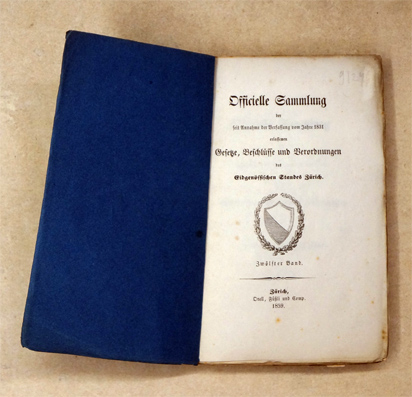 Officielle Sammlung
der
seit Annahme der Verfassung vom Jahre 1831
erlassenen
Gesetze, Beschlüsse und Verordnungen
des
Eidgenössischen Standes Zürich.
Zwölfter Band.
Zürich,
Orell, Füßli und Comp.